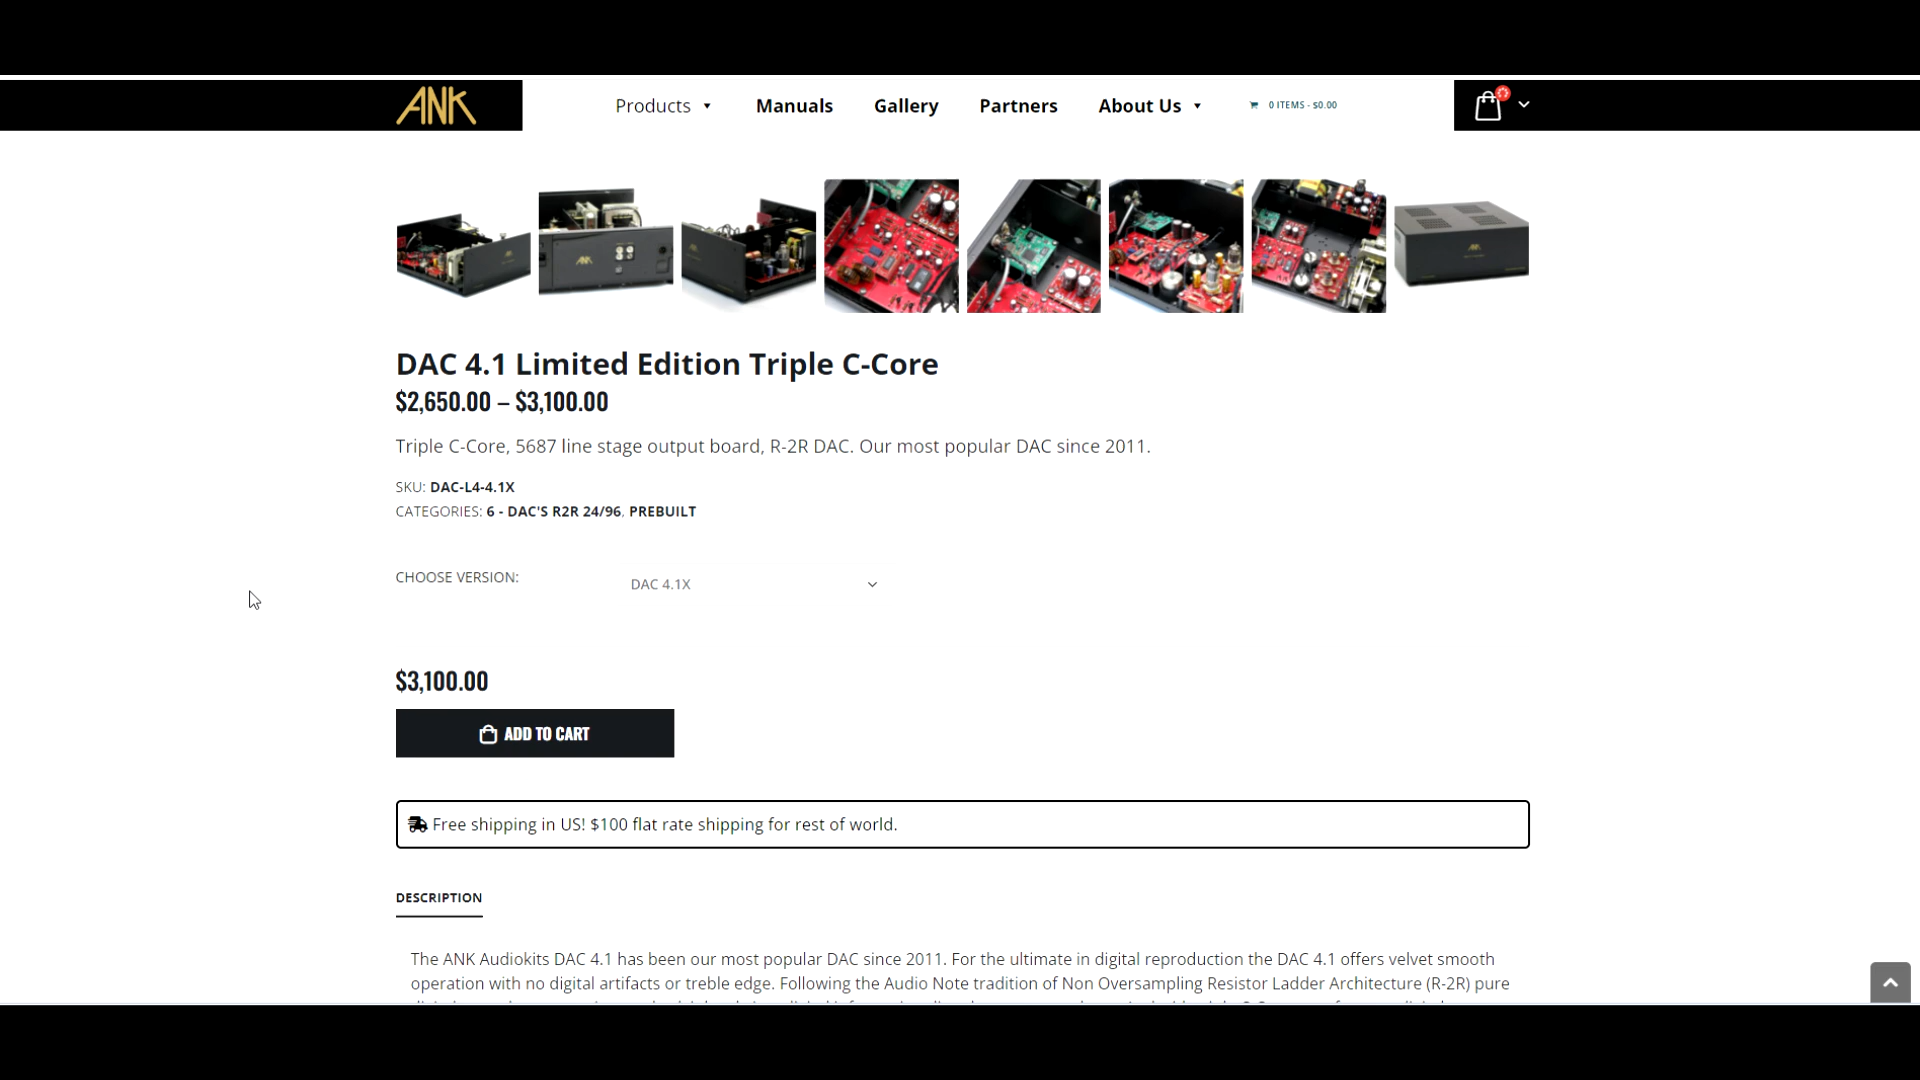 ANK
Products
Manuals
Gallery
Partners
About Us
0 ITEMS - $0.00
DAC 4.1 Limited Edition Triple C-Core
$2,650.00 – $3,100.00
Triple C-Core, 5687 line stage output board, R-2R DAC. Our most popular DAC since 2011.
SKU: DAC-L4-4.1X
CATEGORIES: 6 - DAC'S R2R 24/96, PREBUILT
CHOOSE VERSION:
DAC 4.1X
$3,100.00
ADD TO CART
Free shipping in US! $100 flat rate shipping for rest of world.
DESCRIPTION
The ANK Audiokits DAC 4.1 has been our most popular DAC since 2011. For the ultimate in digital reproduction the DAC 4.1 offers velvet smooth
operation with no digital artifacts or treble edge. Following the Audio Note tradition of Non Oversampling Resistor Ladder Architecture (R-2R) pure